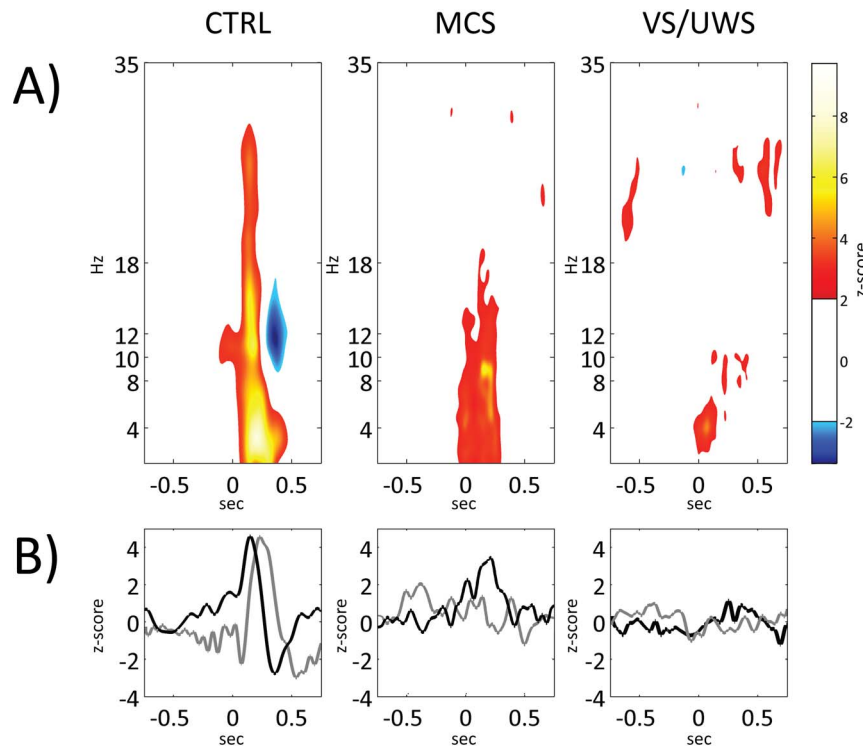 CTRL MCS VS/UWS
A)
35 35 35
18 18 18
12 12 12
10 10 10
8 8 8
4 4 4
Hz Hz Hz
-0.5 0 0.5 -0.5 0 0.5 -0.5 0 0.5
sec sec sec
8
6
4
2
0
-2
z-score
B)
4 4 4
2 2 2
0 0 0
-2 -2 -2
-4 -4 -4
z-score z-score z-score
-0.5 0 0.5 -0.5 0 0.5 -0.5 0 0.5
sec sec sec